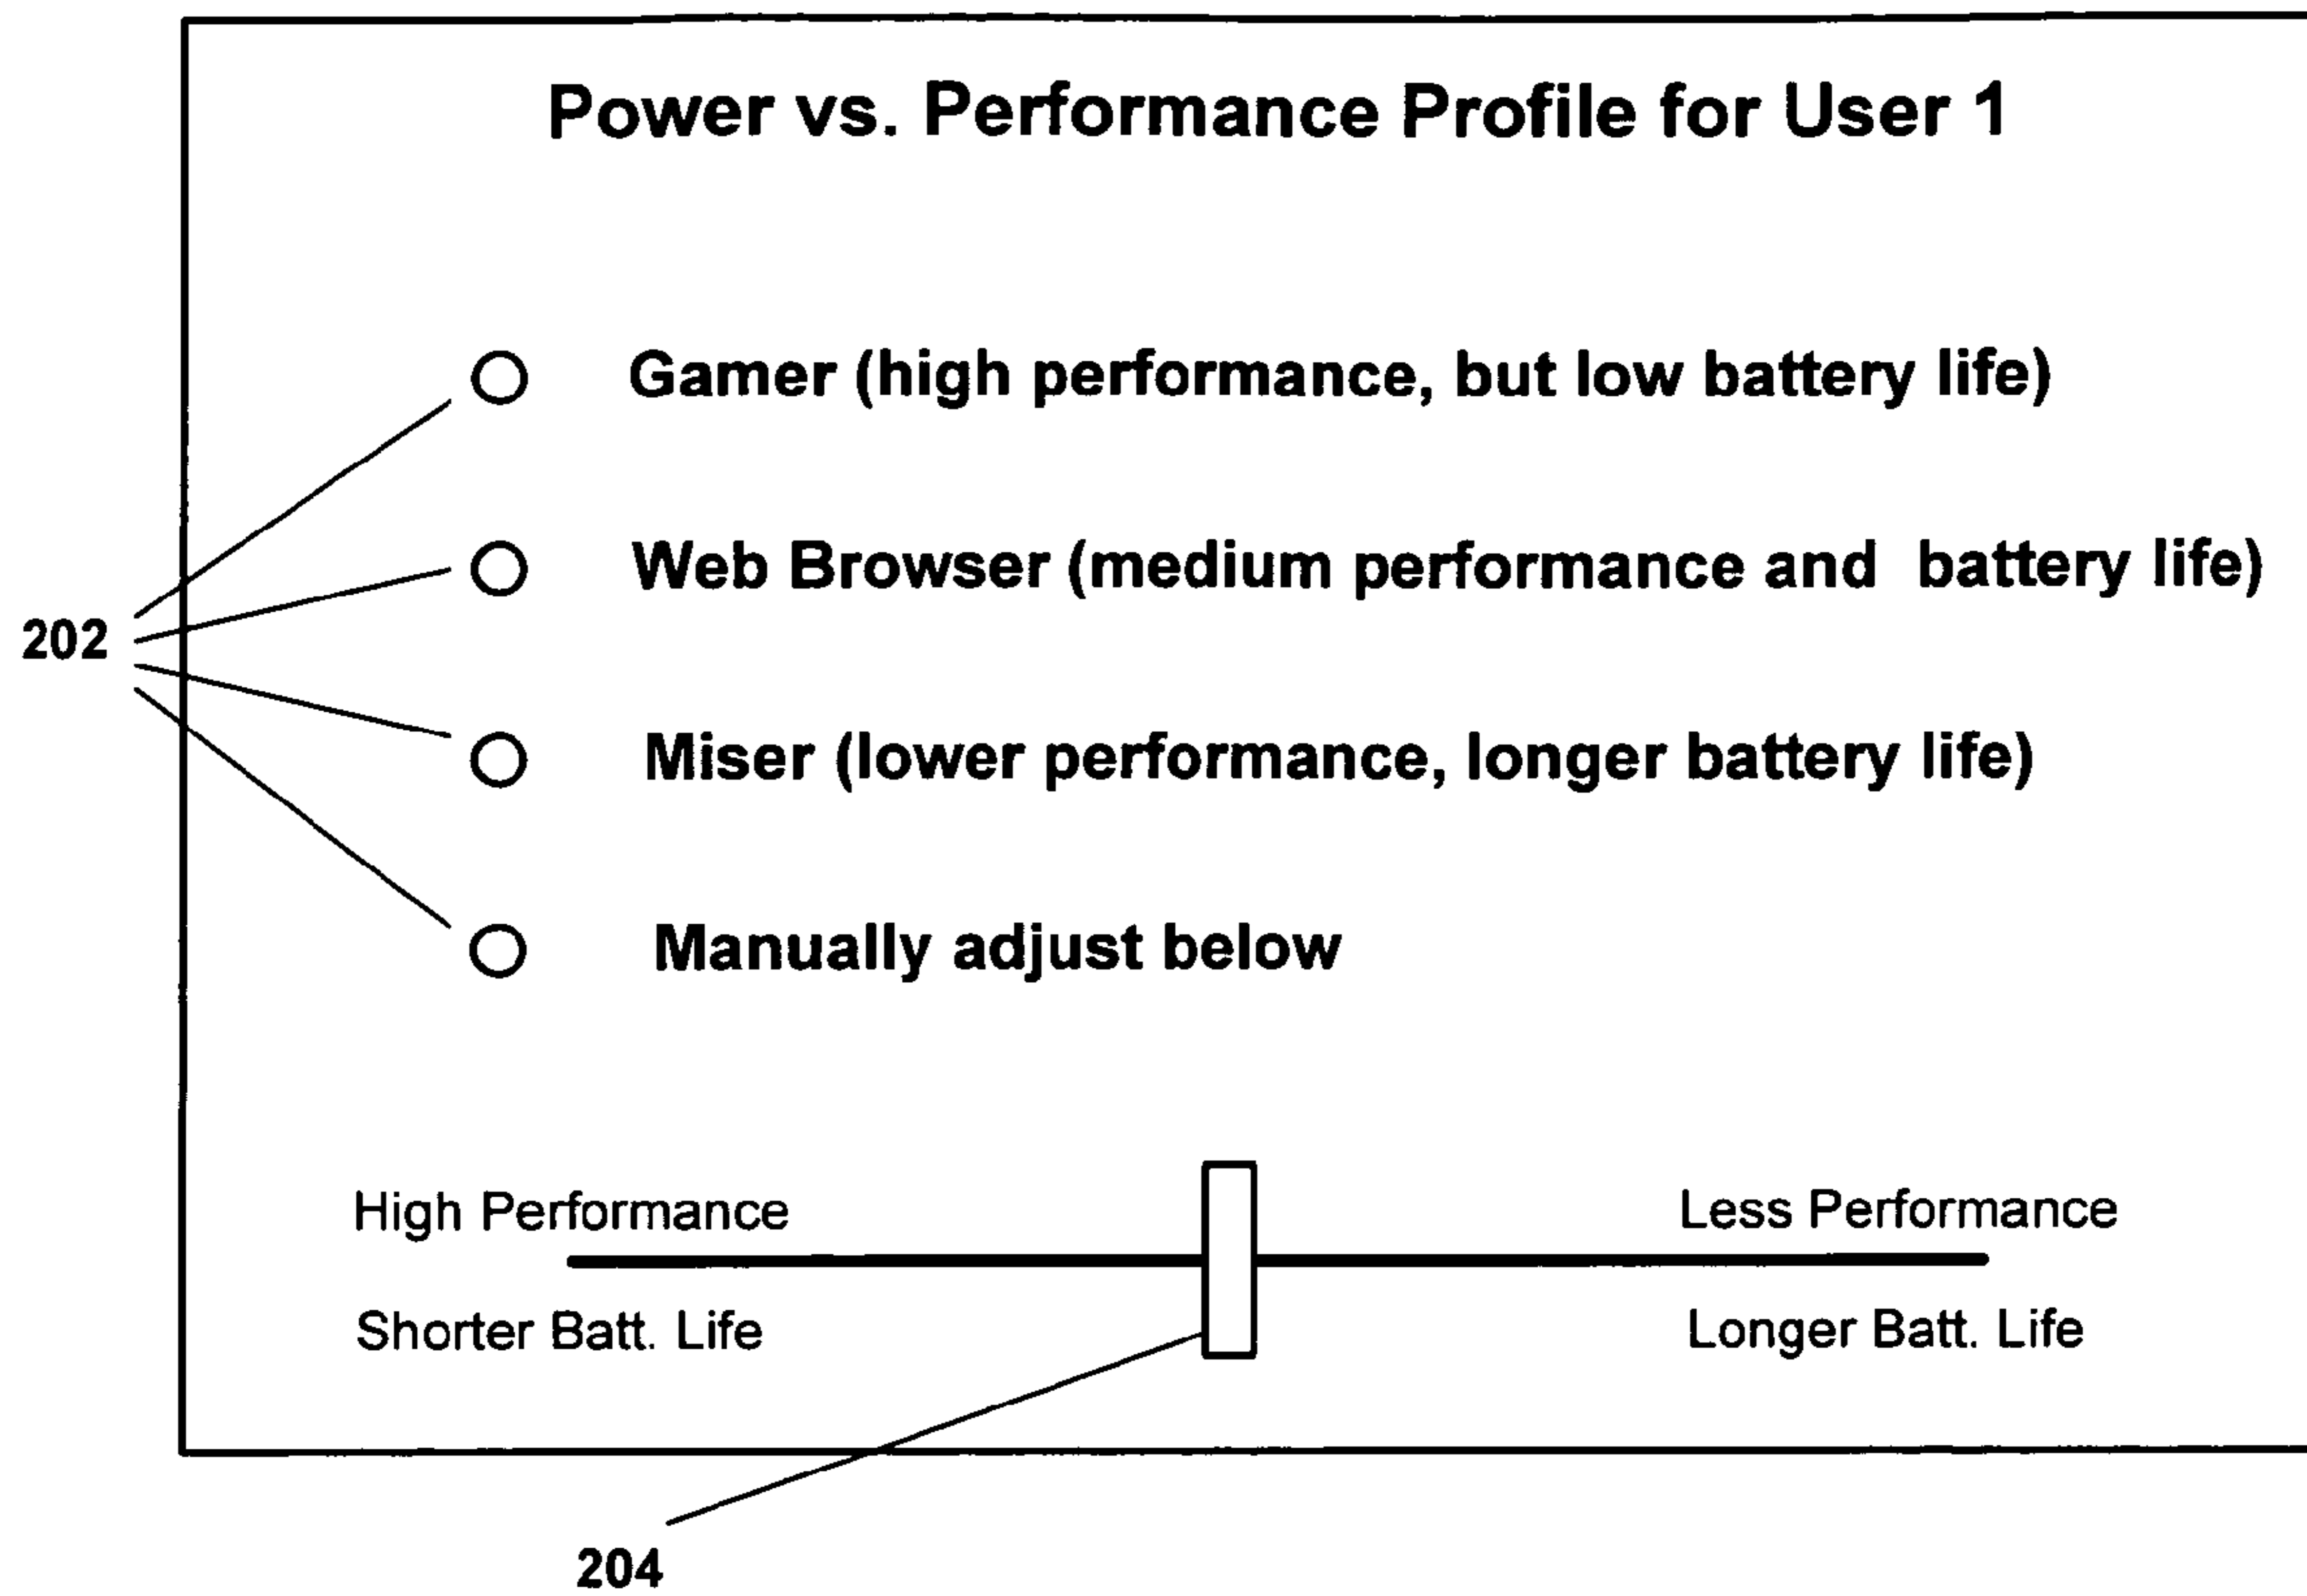 Power vs. Performance Profile for User 1
Gamer (high performance, but low battery life)
Web Browser (medium performance and battery life)
202
Miser (lower performance, longer battery life)
Manually adjust below
High Performance
Less Performance
Shorter Batt. Life
Longer Batt. Life
204